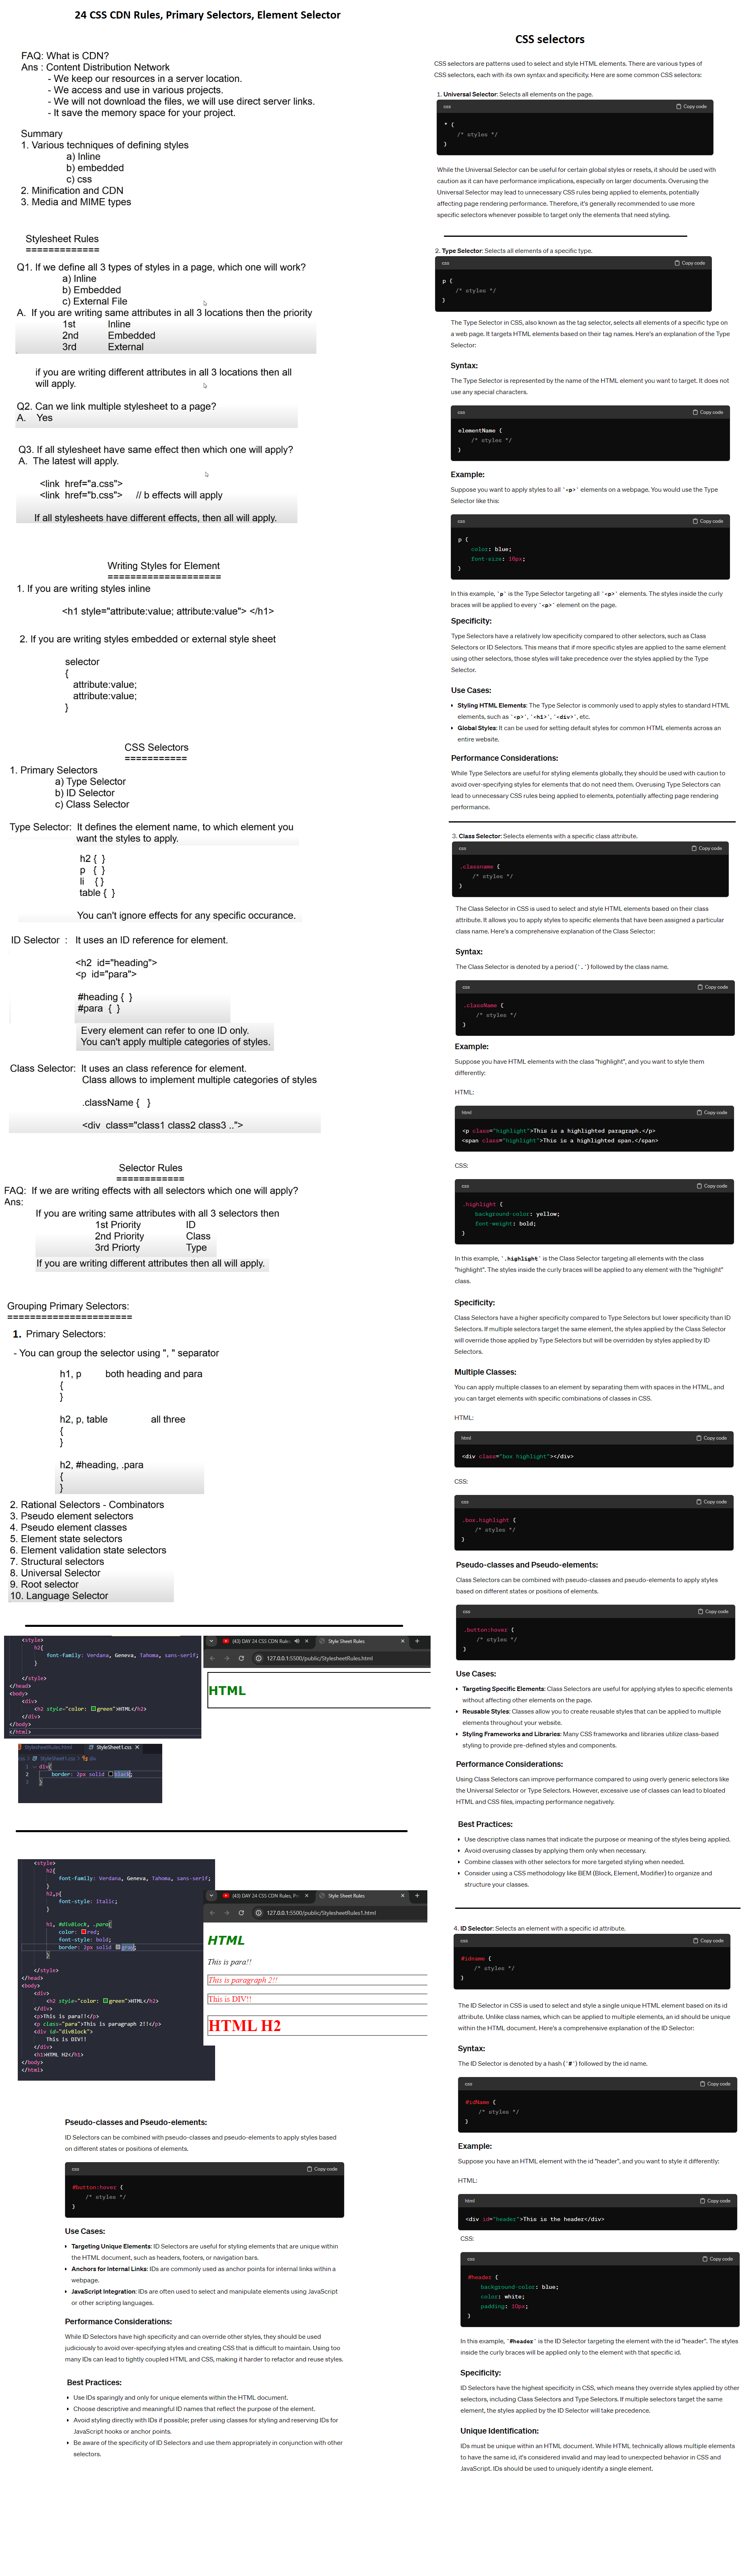 24 CSS CDN Rules, Primary Selectors, Element Selector
FAQ: What is CDN?
Ans : Content Distribution Network
- We keep our resources in a server location.
- We access and use in various projects.
- We will not download the files, we will use direct server links.
- It save the memory space for your project.
Summary
1. Various techniques of defining styles
a) Inline
b) embedded
c) css
2. Minification and CDN
3. Media and MIME types
Stylesheet Rules
=============
Q1. If we define all 3 types of styles in a page, which one will work?
a) Inline
b) Embedded
c) External File
A. If you are writing same attributes in all 3 locations then the priority
1st Inline
2nd Embedded
3rd External
if you are writing different attributes in all 3 locations then all
will apply.
Q2. Can we link multiple stylesheet to a page?
A. Yes
Q3. If all stylesheet have same effect then which one will apply?
A. The latest will apply.
<link href="a.css">
<link href="b.css"> // b effects will apply
If all stylesheets have different effects, then all will apply.
Writing Styles for Element
====================
1. If you are writing styles inline
<h1 style="attribute:value; attribute:value"> </h1>
2. If you are writing styles embedded or external style sheet
selector
{
attribute:value;
attribute:value;
}
CSS Selectors
===========
1. Primary Selectors
a) Type Selector
b) ID Selector
c) Class Selector
Type Selector: It defines the element name, to which element you
want the styles to apply.
h2 { }
p { }
li { }
table { }
You can't ignore effects for any specific occurance.
ID Selector : It uses an ID reference for element.
<h2 id="heading">
<p id="para">
#heading { }
#para { }
Every element can refer to one ID only.
You can't apply multiple categories of styles.
Class Selector: It uses an class reference for element.
Class allows to implement multiple categories of styles
.className { }
<div class="class1 class2 class3 ..">
Selector Rules
============
FAQ: If we are writing effects with all selectors which one will apply?
Ans:
If you are writing same attributes with all 3 selectors then
1st Priority ID
2nd Priority Class
3rd Priorty Type
If you are writing different attributes then all will apply.
Grouping Primary Selectors:
======================
1. Primary Selectors:
- You can group the selector using ", " separator
h1, p both heading and para
{
}
h2, p, table all three
{
}
h2, #heading, .para
{
}
2. Rational Selectors - Combinators
3. Pseudo element selectors
4. Pseudo element classes
5. Element state selectors
6. Element validation state selectors
7. Structural selectors
8. Universal Selector
9. Root selector
10. Language Selector
<style>
h2{
font-family: Verdana, Geneva, Tahoma, sans-serif;
}
</style>
</head>
<body>
<div>
<h2 style="color: green">HTML</h2>
</div>
</body>
</html>
(43) DAY 24 CSS CDN Rule:
Style Sheet Rules
127.0.0.1:5500/public/StylesheetRules.html
HTML
StylesheetRules.html
StyleSheet1.css
StyleSheet1.css > div
1 div{
2 border: 2px solid black;
3 }
<style>
h2{
font-family: Verdana, Geneva, Tahoma, sans-serif;
}
h2,p{
font-style: italic;
}
h1, #divBlock, .para{
color: red;
font-style: bold;
border: 2px solid gray;
}
</style>
</head>
<body>
<div>
<h2 style="color: green">HTML</h2>
</div>
<p>This is para!!</p>
<p class="para">This is paragraph 2!!</p>
<div id="divBlock">
This is DIV!!
</div>
<h1>HTML H2</h1>
</body>
</html>
(43) DAY 24 CSS CDN Rules, P
Style Sheet Rules
127.0.0.1:5500/public/StylesheetRules1.html
HTML
This is para!!
This is paragraph 2!!
This is DIV!!
HTML H2
Pseudo-classes and Pseudo-elements:
ID Selectors can be combined with pseudo-classes and pseudo-elements to apply styles based
on different states or positions of elements.
css Copy code
#button:hover {
/* styles */
}
Use Cases:
• Targeting Unique Elements: ID Selectors are useful for styling elements that are unique within
the HTML document, such as headers, footers, or navigation bars.
• Anchors for Internal Links: IDs are commonly used as anchor points for internal links within a
webpage.
• JavaScript Integration: IDs are often used to select and manipulate elements using JavaScript
or other scripting languages.
Performance Considerations:
While ID Selectors have high specificity and can override other styles, they should be used
judiciously to avoid over-specifying styles and creating CSS that is difficult to maintain. Using too
many IDs can lead to tightly coupled HTML and CSS, making it harder to refactor and reuse styles.
Best Practices:
• Use IDs sparingly and only for unique elements within the HTML document.
• Choose descriptive and meaningful ID names that reflect the purpose of the element.
• Avoid styling directly with IDs if possible; prefer using classes for styling and reserving IDs for
JavaScript hooks or anchor points.
• Be aware of the specificity of ID Selectors and use them appropriately in conjunction with other
selectors.
CSS selectors
CSS selectors are patterns used to select and style HTML elements. There are various types of
CSS selectors, each with its own syntax and specificity. Here are some common CSS selectors:
1. Universal Selector: Selects all elements on the page.
css Copy code
* {
/* styles */
}
While the Universal Selector can be useful for certain global styles or resets, it should be used with
caution as it can have performance implications, especially on larger documents. Overusing the
Universal Selector may lead to unnecessary CSS rules being applied to elements, potentially
affecting page rendering performance. Therefore, it's generally recommended to use more
specific selectors whenever possible to target only the elements that need styling.
2. Type Selector: Selects all elements of a specific type.
css Copy code
p {
/* styles */
}
The Type Selector in CSS, also known as the tag selector, selects all elements of a specific type on
a web page. It targets HTML elements based on their tag names. Here's an explanation of the Type
Selector:
Syntax:
The Type Selector is represented by the name of the HTML element you want to target. It does not
use any special characters.
css Copy code
elementName {
/* styles */
}
Example:
Suppose you want to apply styles to all `<p>` elements on a webpage. You would use the Type
Selector like this:
css Copy code
p {
color: blue;
font-size: 16px;
}
In this example, `p` is the Type Selector targeting all `<p>` elements. The styles inside the curly
braces will be applied to every `<p>` element on the page.
Specificity:
Type Selectors have a relatively low specificity compared to other selectors, such as Class
Selectors or ID Selectors. This means that if more specific styles are applied to the same element
using other selectors, those styles will take precedence over the styles applied by the Type
Selector.
Use Cases:
• Styling HTML Elements: The Type Selector is commonly used to apply styles to standard HTML
elements, such as `<p>`, `<h1>`, `<div>`, etc.
• Global Styles: It can be used for setting default styles for common HTML elements across an
entire website.
Performance Considerations:
While Type Selectors are useful for styling elements globally, they should be used with caution to
avoid over-specifying styles for elements that do not need them. Overusing Type Selectors can
lead to unnecessary CSS rules being applied to elements, potentially affecting page rendering
performance.
3. Class Selector: Selects elements with a specific class attribute.
css Copy code
.classname {
/* styles */
}
The Class Selector in CSS is used to select and style HTML elements based on their class
attribute. It allows you to apply styles to specific elements that have been assigned a particular
class name. Here's a comprehensive explanation of the Class Selector:
Syntax:
The Class Selector is denoted by a period (`.`) followed by the class name.
css Copy code
.className {
/* styles */
}
Example:
Suppose you have HTML elements with the class "highlight", and you want to style them
differently:
HTML:
html Copy code
<p class="highlight">This is a highlighted paragraph.</p>
<span class="highlight">This is a highlighted span.</span>
CSS:
css Copy code
.highlight {
background-color: yellow;
font-weight: bold;
}
In this example, `.highlight` is the Class Selector targeting all elements with the class
"highlight". The styles inside the curly braces will be applied to any element with the "highlight"
class.
Specificity:
Class Selectors have a higher specificity compared to Type Selectors but lower specificity than ID
Selectors. If multiple selectors target the same element, the styles applied by the Class Selector
will override those applied by Type Selectors but will be overridden by styles applied by ID
Selectors.
Multiple Classes:
You can apply multiple classes to an element by separating them with spaces in the HTML, and
you can target elements with specific combinations of classes in CSS.
HTML:
html Copy code
<div class="box highlight"></div>
CSS:
css Copy code
.box.highlight {
/* styles */
}
Pseudo-classes and Pseudo-elements:
Class Selectors can be combined with pseudo-classes and pseudo-elements to apply styles
based on different states or positions of elements.
css Copy code
.button:hover {
/* styles */
}
Use Cases:
• Targeting Specific Elements: Class Selectors are useful for applying styles to specific elements
without affecting other elements on the page.
• Reusable Styles: Classes allow you to create reusable styles that can be applied to multiple
elements throughout your website.
• Styling Frameworks and Libraries: Many CSS frameworks and libraries utilize class-based
styling to provide pre-defined styles and components.
Performance Considerations:
Using Class Selectors can improve performance compared to using overly generic selectors like
the Universal Selector or Type Selectors. However, excessive use of classes can lead to bloated
HTML and CSS files, impacting performance negatively.
Best Practices:
• Use descriptive class names that indicate the purpose or meaning of the styles being applied.
• Avoid overusing classes by applying them only when necessary.
• Combine classes with other selectors for more targeted styling when needed.
• Consider using a CSS methodology like BEM (Block, Element, Modifier) to organize and
structure your classes.
4. ID Selector: Selects an element with a specific id attribute.
css Copy code
#idname {
/* styles */
}
The ID Selector in CSS is used to select and style a single unique HTML element based on its id
attribute. Unlike class names, which can be applied to multiple elements, an id should be unique
within the HTML document. Here's a comprehensive explanation of the ID Selector:
Syntax:
The ID Selector is denoted by a hash (`#`) followed by the id name.
css Copy code
#idName {
/* styles */
}
Example:
Suppose you have an HTML element with the id "header", and you want to style it differently:
HTML:
html Copy code
<div id="header">This is the header</div>
CSS:
css Copy code
#header {
background-color: blue;
color: white;
padding: 10px;
}
In this example, `#header` is the ID Selector targeting the element with the id "header". The styles
inside the curly braces will be applied only to the element with that specific id.
Specificity:
ID Selectors have the highest specificity in CSS, which means they override styles applied by other
selectors, including Class Selectors and Type Selectors. If multiple selectors target the same
element, the styles applied by the ID Selector will take precedence.
Unique Identification:
IDs must be unique within an HTML document. While HTML technically allows multiple elements
to have the same id, it's considered invalid and may lead to unexpected behavior in CSS and
JavaScript. IDs should be used to uniquely identify a single element.